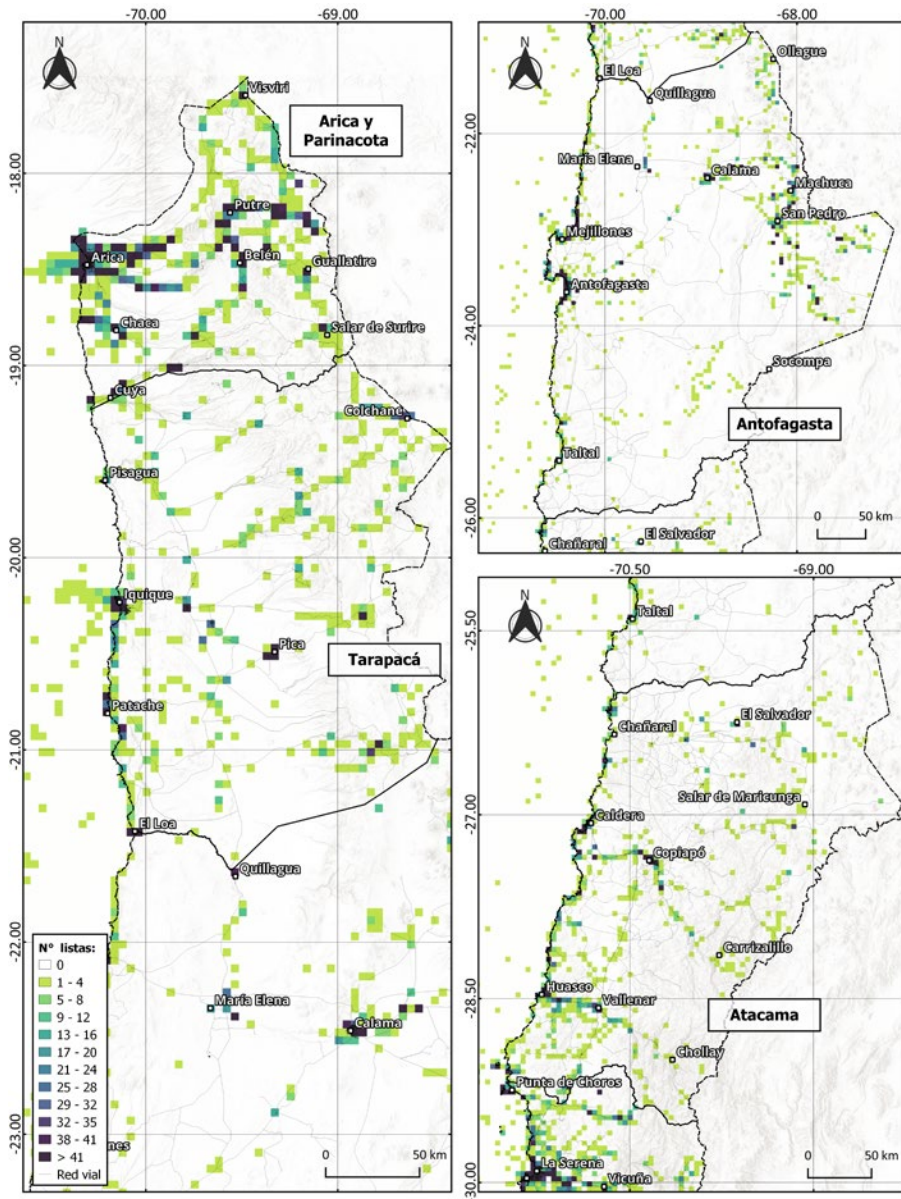 -70.00
-69.00
N
Visviri
Arica y
Parinacota
-18.00
Putre
Arica
Belén
Guallatire
Chaca
Salar de Surire
-19.00
Cuya
Colchane
Pisagua
-20.00
Iquique
Pica
Tarapacá
Patache
-21.00
El Loa
Quillagua
-22.00
María Elena
Calama
-23.00
nes
N° listas:
0
1 - 4
5 - 8
9 - 12
13 - 16
17 - 20
21 - 24
25 - 28
29 - 32
32 - 35
38 - 41
> 41
Red vial
0 50 km
-70.00
-68.00
N
Ollague
El Loa
Quillagua
-22.00
María Elena
Calama
Machuca
San Pedro
Mejillones
Antofagasta
-24.00
Socompa
Antofagasta
Taltal
-26.00
0 50 km
El Salvador
Chañaral
-70.50
-69.00
N
Taltal
-25.50
El Salvador
Chañaral
Salar de Maricunga
-27.00
Caldera
Copiapó
Carrizalillo
Huasco
-28.50
Vallenar
Atacama
Chollay
Punta de Choros
La Serena
Vicuña
-30.00
0 50 km